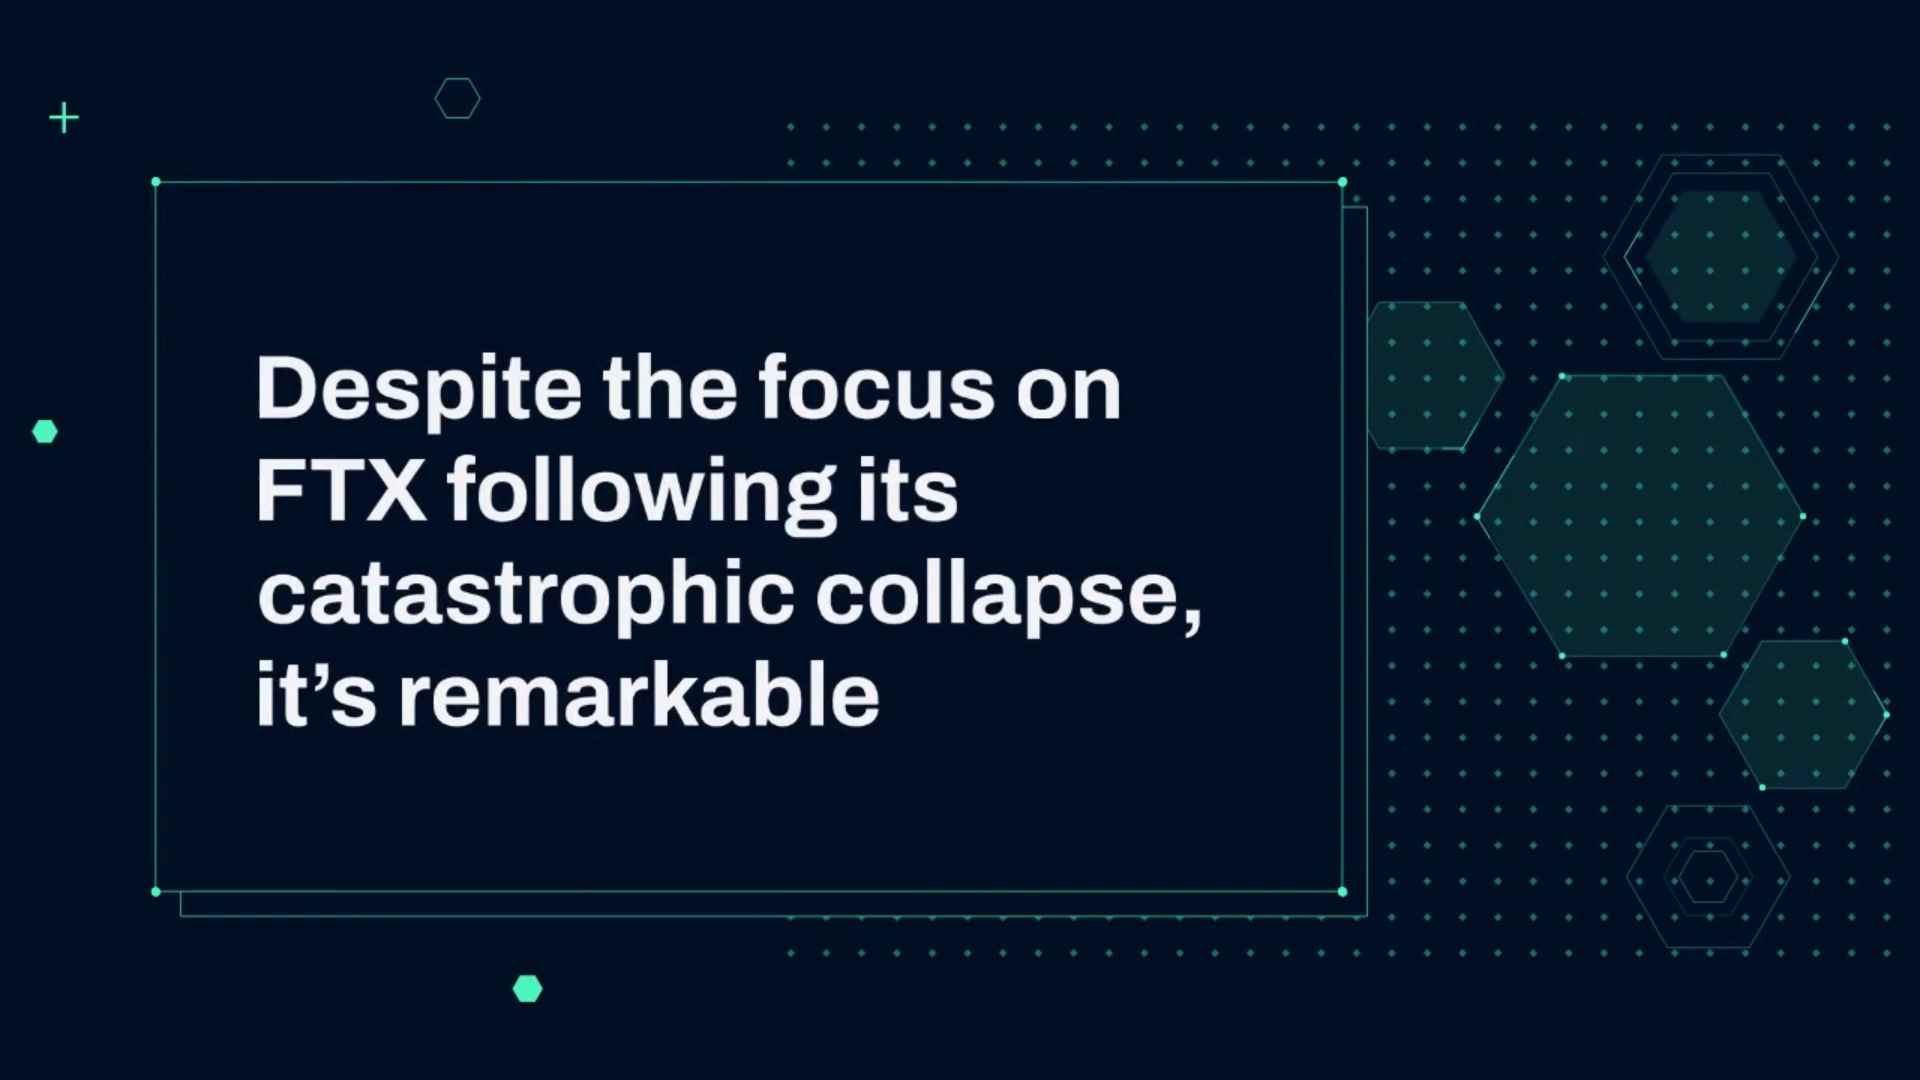 Despite the focus on
FTX following its
catastrophic collapse,
it’s remarkable